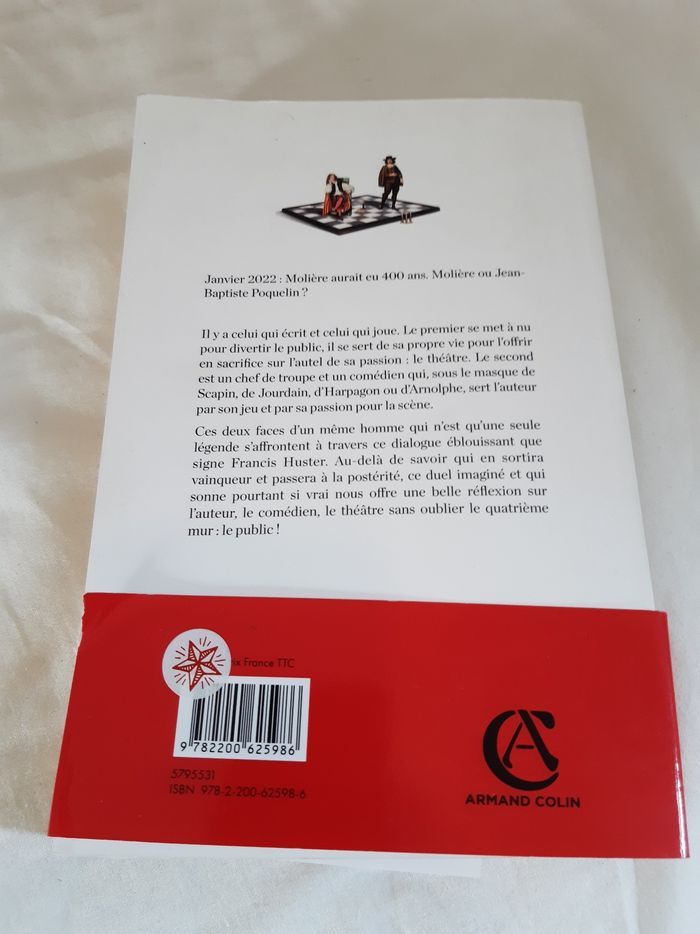 Janvier 2022 : Molière aurait eu 400 ans. Molière ou Jean-
Baptiste Poquelin ?
Il y a celui qui écrit et celui qui joue. Le premier se met à nu
pour divertir le public, il se sert de sa propre vie pour l'offrir
en sacrifice sur l'autel de sa passion : le théâtre. Le second
est un chef de troupe et un comédien qui, sous le masque de
Scapin, de Jourdain, d'Harpagon ou d'Arnolphe, sert l'auteur
par son jeu et par sa passion pour la scène.
Ces deux faces d'un même homme qui n'est qu'une seule
légende s'affrontent à travers ce dialogue éblouissant que
signe Francis Huster. Au-delà de savoir qui en sortira
vainqueur et passera à la postérité, ce duel imaginé et qui
sonne pourtant si vrai nous offre une belle réflexion sur
l'auteur, le comédien, le théâtre sans oublier le quatrième
mur : le public !
France TTC
9 782200 625986
5795531
ISBN 978-2-200-62598-6
ARMAND COLIN